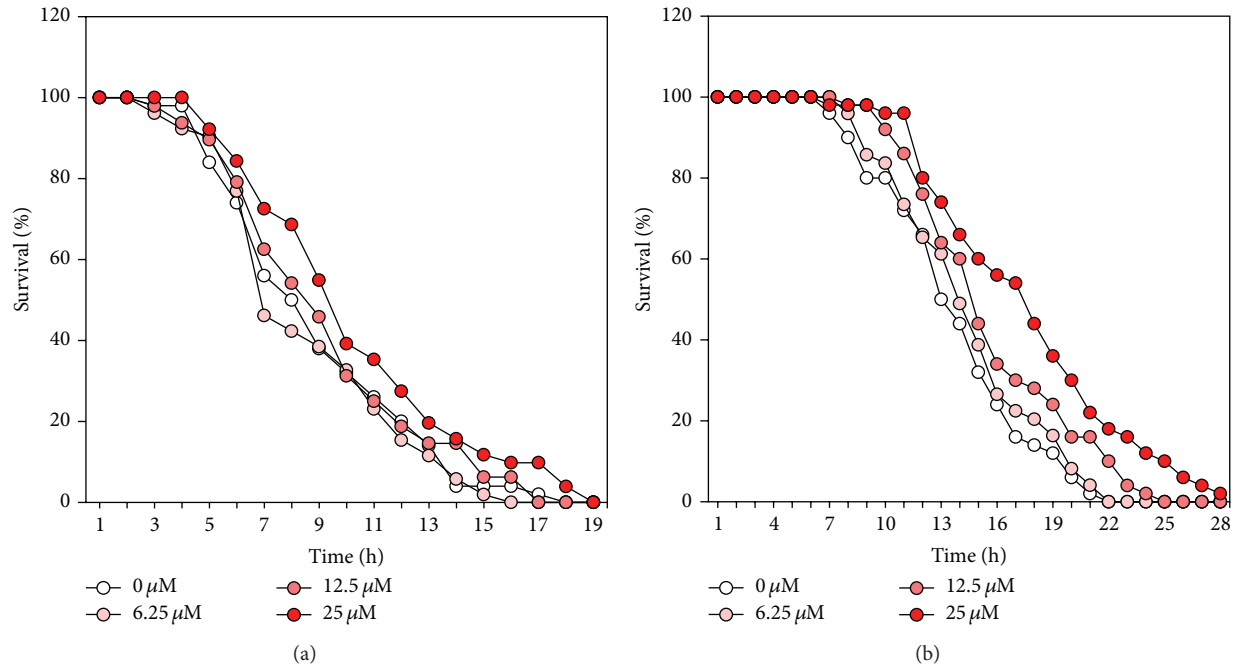 120
100
80
60
40
20
0
Survival (%)
1 3 5 7 9 11 13 15 17 19
Time (h)
0 μM
12.5 μM
6.25 μM
25 μM
(a)
120
100
80
60
40
20
0
Survival (%)
1 4 7 10 13 16 19 22 25 28
Time (h)
0 μM
12.5 μM
6.25 μM
25 μM
(b)